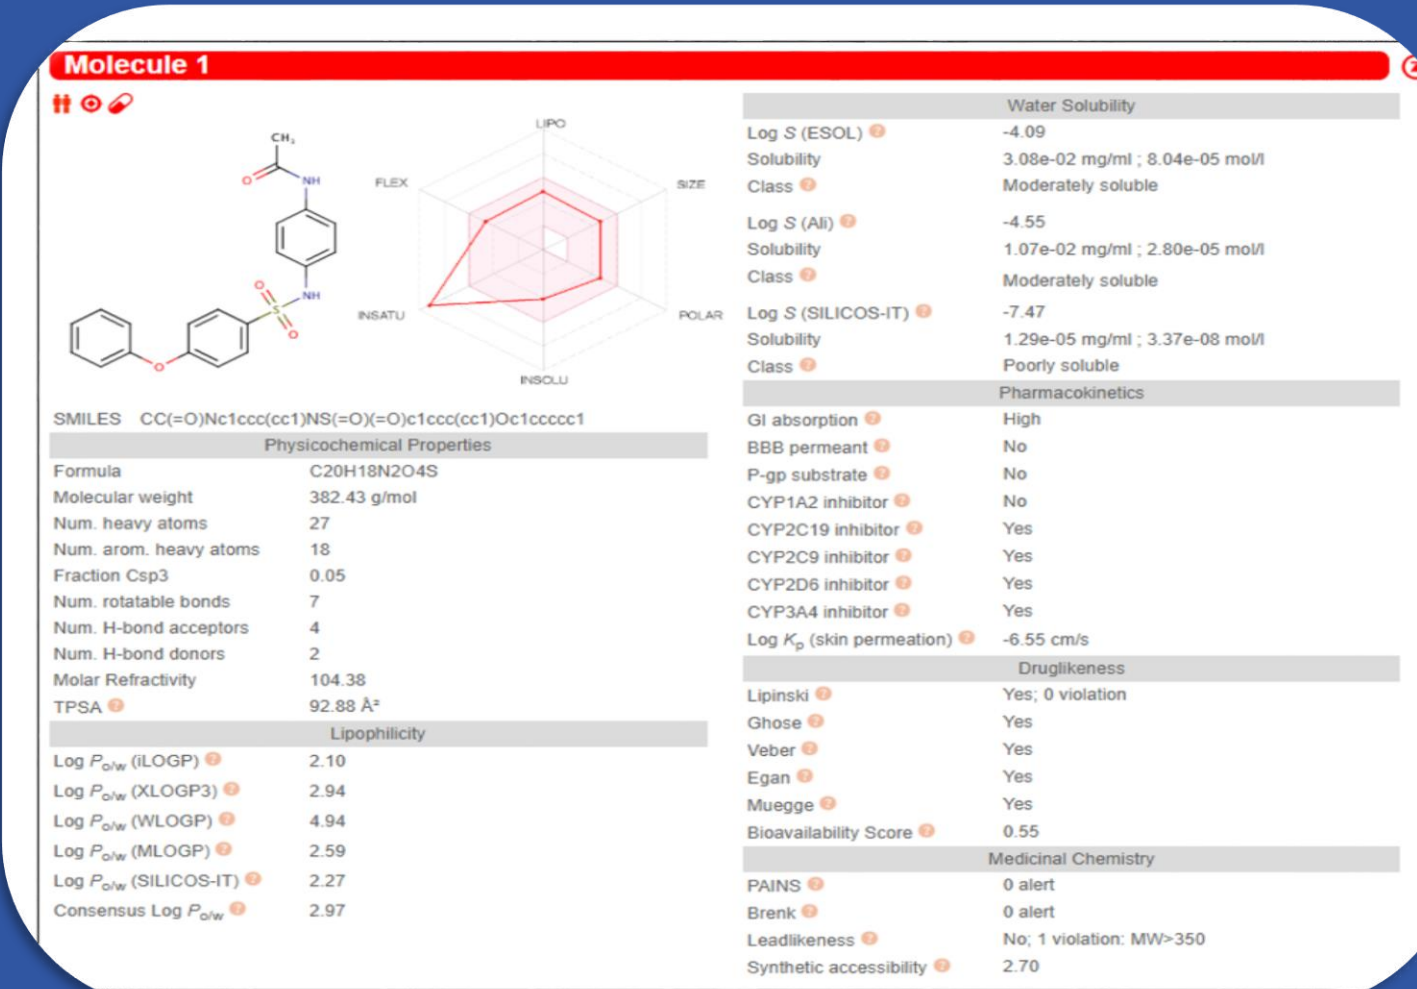 Molecule 1
CH3
O
NH
NH
O
S
O
O
LIPO
FLEX
SIZE
INSATU
POLAR
INSOLU
SMILES CC(=O)Nc1ccc(cc1)NS(=O)(=O)c1ccc(cc1)Oc1ccccc1
Physicochemical Properties
Formula C20H18N2O4S
Molecular weight 382.43 g/mol
Num. heavy atoms 27
Num. arom. heavy atoms 18
Fraction Csp3 0.05
Num. rotatable bonds 7
Num. H-bond acceptors 4
Num. H-bond donors 2
Molar Refractivity 104.38
TPSA ? 92.88 Å²
Lipophilicity
Log Po/w (iLOGP) ? 2.10
Log Po/w (XLOGP3) ? 2.94
Log Po/w (WLOGP) ? 4.94
Log Po/w (MLOGP) ? 2.59
Log Po/w (SILICOS-IT) ? 2.27
Consensus Log Po/w ? 2.97
Water Solubility
Log S (ESOL) ? -4.09
Solubility 3.08e-02 mg/ml ; 8.04e-05 mol/l
Class ? Moderately soluble
Log S (Ali) ? -4.55
Solubility 1.07e-02 mg/ml ; 2.80e-05 mol/l
Class ? Moderately soluble
Log S (SILICOS-IT) ? -7.47
Solubility 1.29e-05 mg/ml ; 3.37e-08 mol/l
Class ? Poorly soluble
Pharmacokinetics
GI absorption ? High
BBB permeant ? No
P-gp substrate ? No
CYP1A2 inhibitor ? No
CYP2C19 inhibitor ? Yes
CYP2C9 inhibitor ? Yes
CYP2D6 inhibitor ? Yes
CYP3A4 inhibitor ? Yes
Log Kp (skin permeation) ? -6.55 cm/s
Druglikeness
Lipinski ? Yes; 0 violation
Ghose ? Yes
Veber ? Yes
Egan ? Yes
Muegge ? Yes
Bioavailability Score ? 0.55
Medicinal Chemistry
PAINS ? 0 alert
Brenk ? 0 alert
Leadlikeness ? No; 1 violation: MW>350
Synthetic accessibility ? 2.70